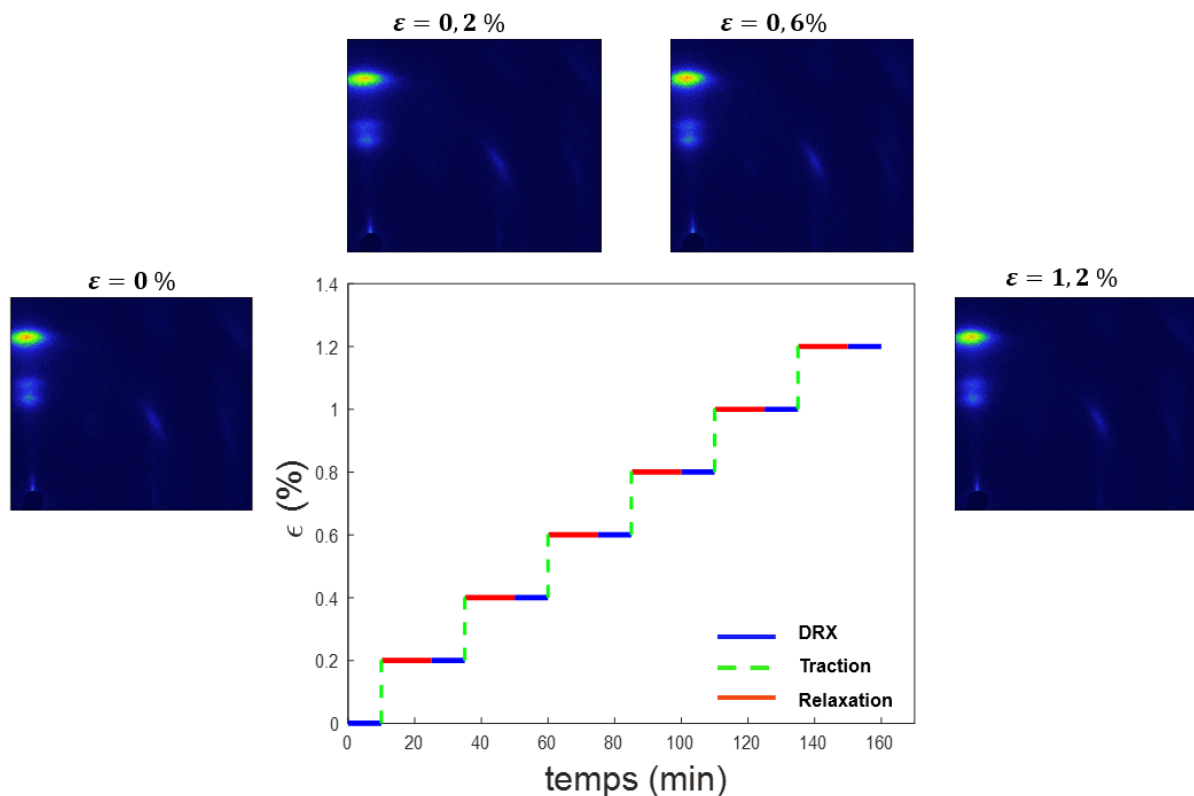 ε = 0,2 %
ε = 0,6%
ε = 0 %
ε = 1,2 %
1.4
1.2
1
0.8
0.6
0.4
0.2
0
ϵ (%)
DRX
Traction
Relaxation
0 20 40 60 80 100 120 140 160
temps (min)